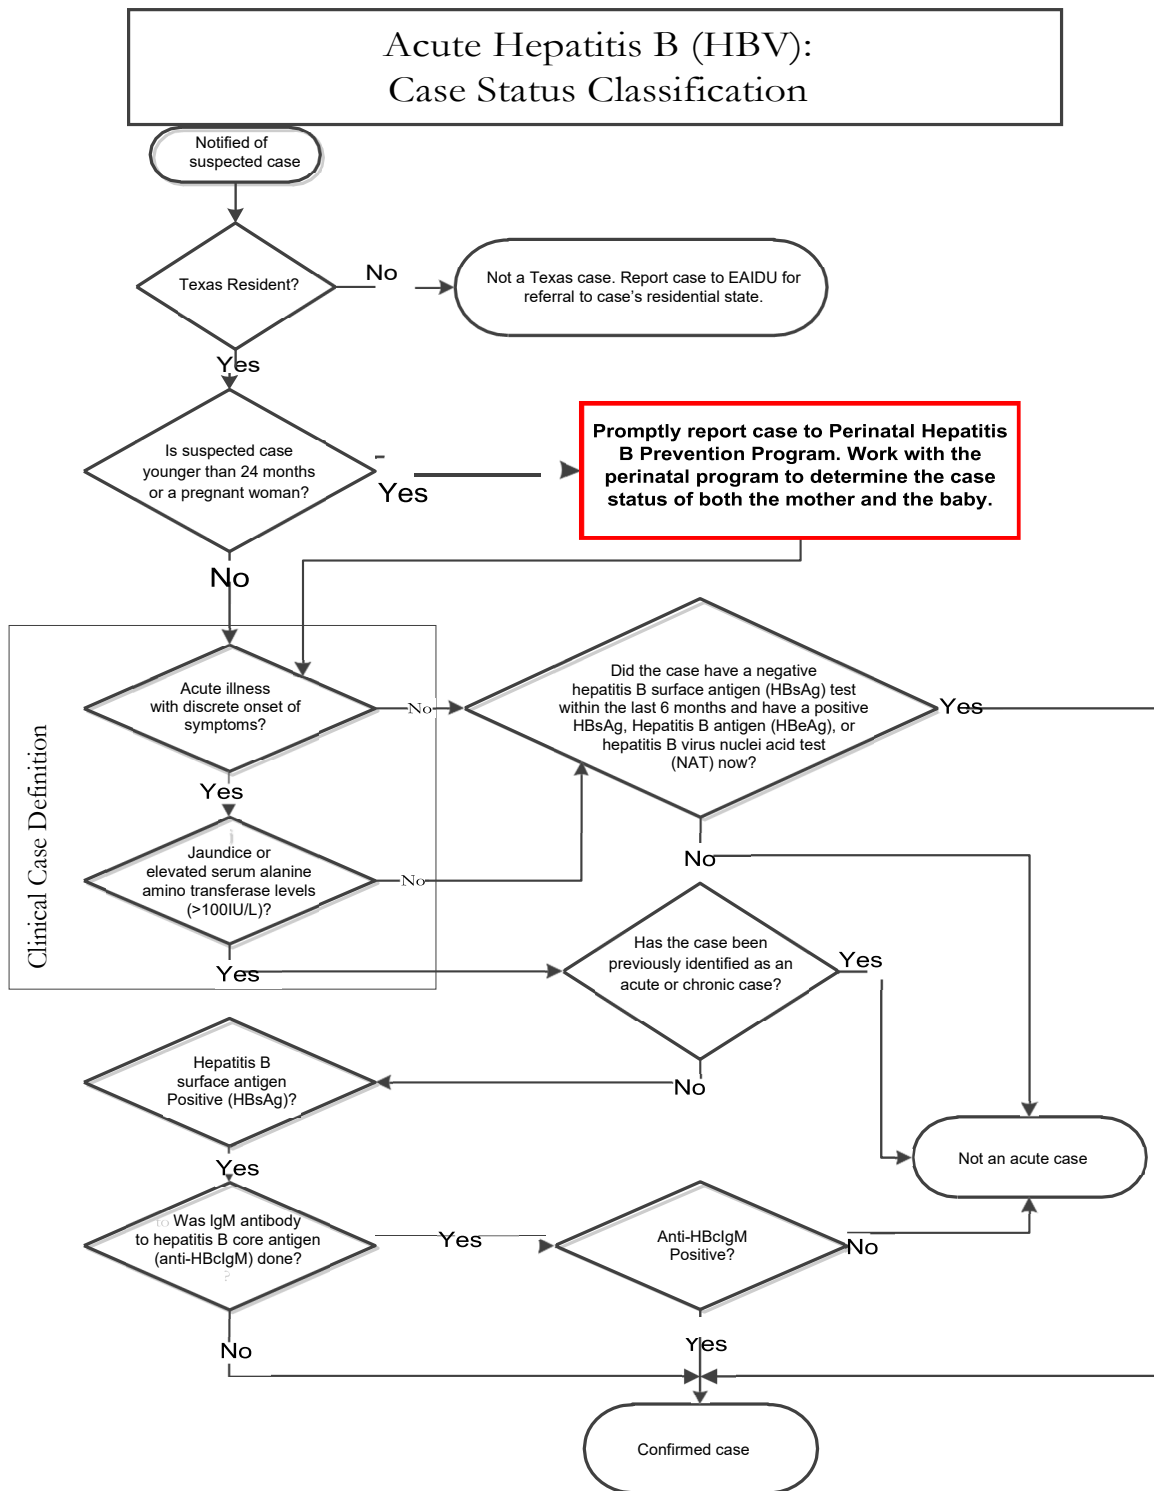 Acute Hepatitis B (HBV):
Case Status Classification
Notified of
suspected case
Texas Resident?
No
Not a Texas case. Report case to EAIDU for
referral to case’s residential state.
Yes
Is suspected case
younger than 24 months
or a pregnant woman?
Yes
Promptly report case to Perinatal Hepatitis
B Prevention Program. Work with the
perinatal program to determine the case
status of both the mother and the baby.
No
Clinical Case Definition
Acute illness
with discrete onset of
symptoms?
No
Did the case have a negative
hepatitis B surface antigen (HBsAg) test
within the last 6 months and have a positive
HBsAg, Hepatitis B antigen (HBeAg), or
hepatitis B virus nuclei acid test
(NAT) now?
Yes
Yes
Jaundice or
elevated serum alanine
amino transferase levels
(>100IU/L)?
No
No
Yes
Has the case been
previously identified as an
acute or chronic case?
Yes
No
Hepatitis B
surface antigen
Positive (HBsAg)?
Yes
Not an acute case
to Was IgM antibody
to hepatitis B core antigen
(anti-HBcIgM) done?
?
Yes
Anti-HBcIgM
Positive?
No
No
Yes
Confirmed case